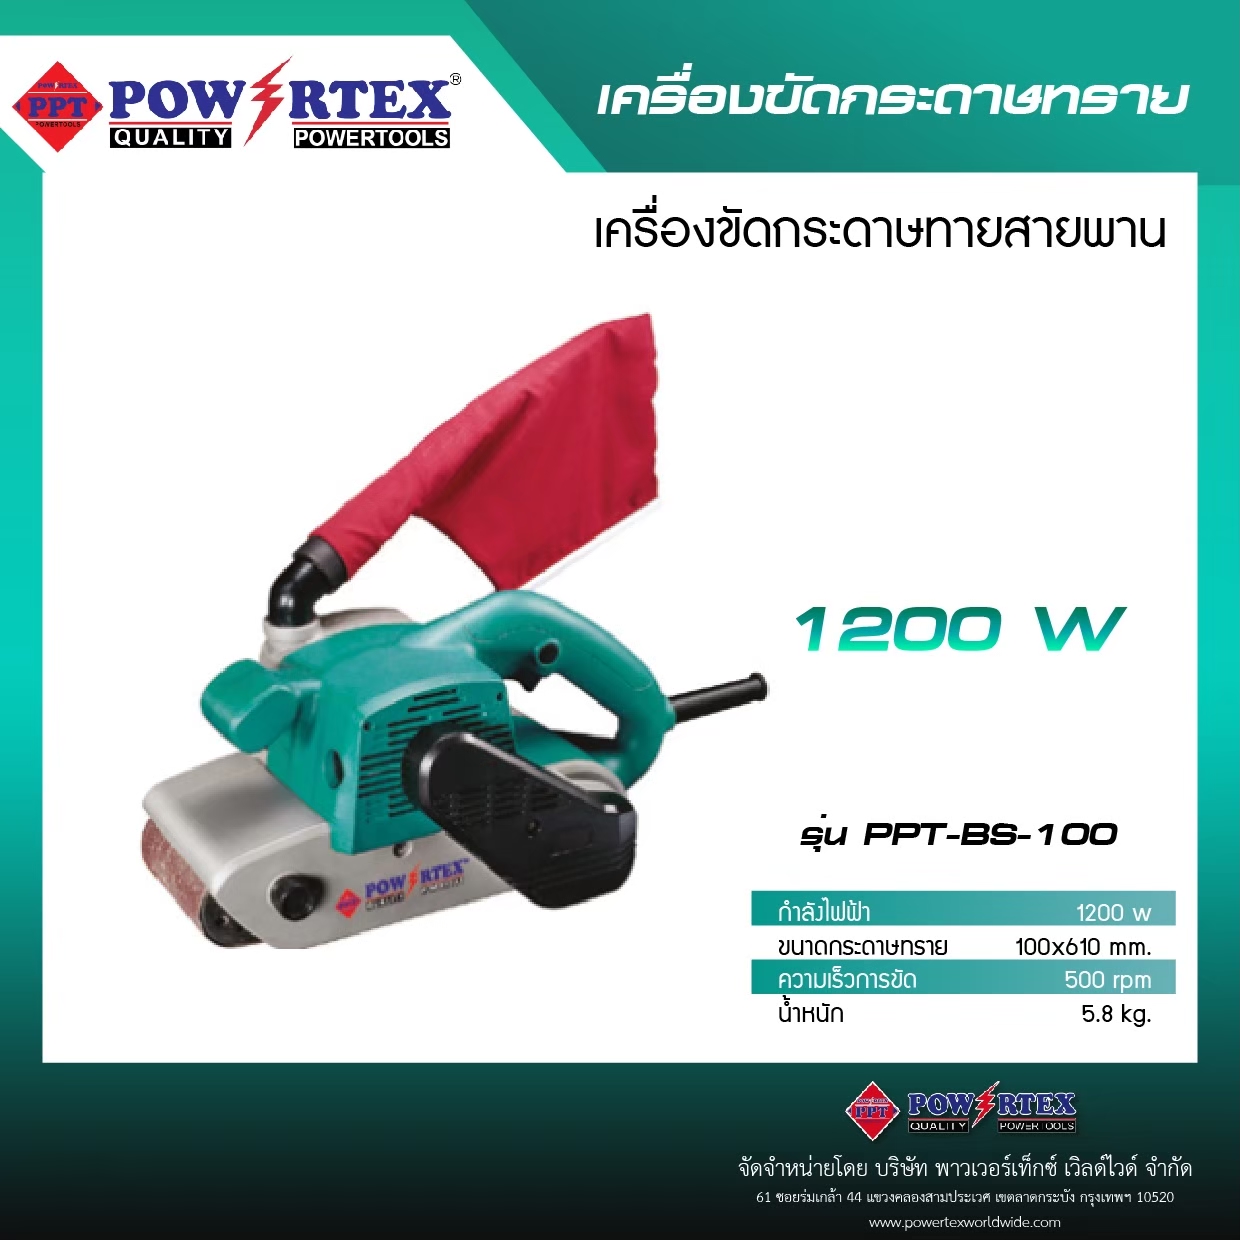 POWERTEX®
PPT
POWERTOOLS
QUALITY POWERTOOLS
เครื่องขัดกระดาษทราย
เครื่องขัดกระดาษทายสายพาน
1200 W
POWERTEX
รุ่น PPT-BS-100
กำลังไฟฟ้า 1200 w
ขนาดกระดาษทราย 100x610 mm.
ความเร็วการขัด 500 rpm
น้ำหนัก 5.8 kg.
PPT POWERTEX
QUALITY POWERTOOLS
จัดจำหน่ายโดย บริษัท พาวเวอร์เท็กซ์ เวิลด์ไวด์ จำกัด
61 ซอยร่มเกล้า 44 แขวงคลองสามประเวศ เขตลาดกระบัง กรุงเทพฯ 10520
www.powertexworldwide.com